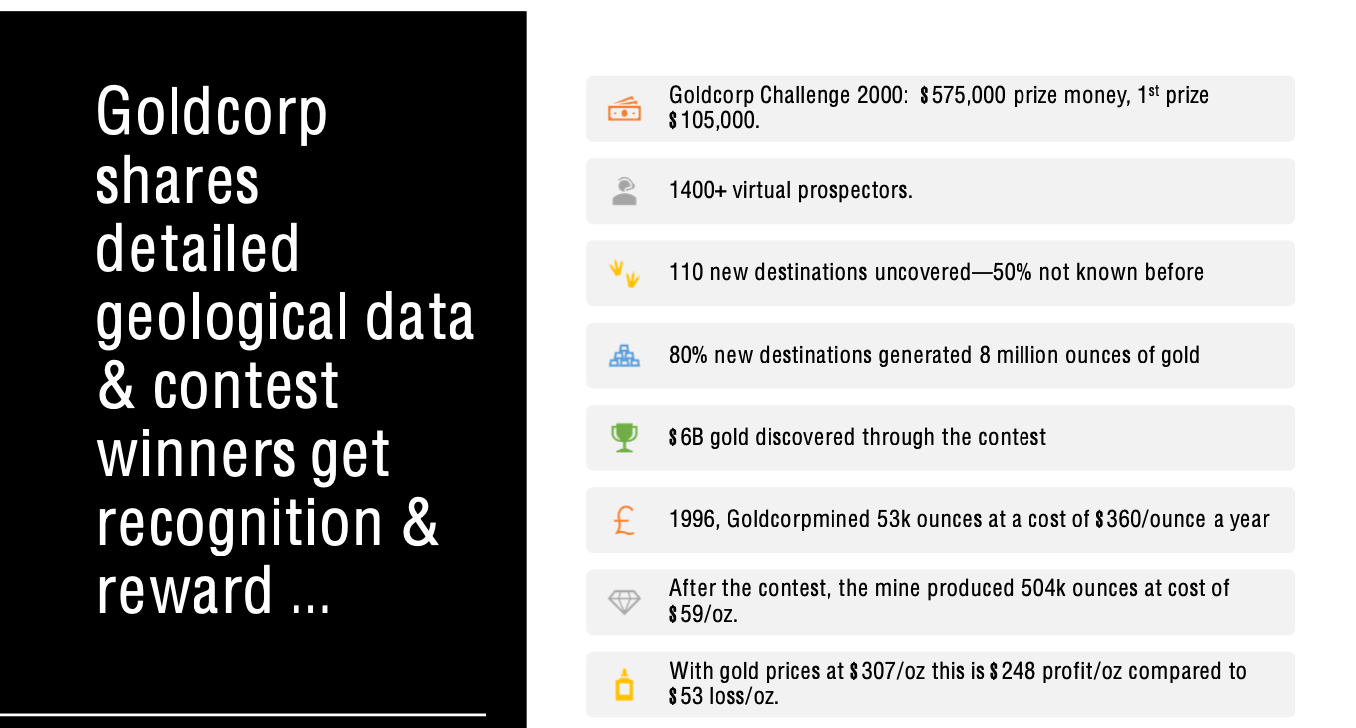 Goldcorp
shares
detailed
geological data
& contest
winners get
recognition &
reward ...
Goldcorp Challenge 2000:  $575,000 prize money, 1st prize
$105,000.
1400+ virtual prospectors.
110 new destinations uncovered—50% not known before
80% new destinations generated 8 million ounces of gold
$6B gold discovered through the contest
1996, Goldcorpmined 53k ounces at a cost of $360/ounce a year
After the contest, the mine produced 504k ounces at cost of
$59/oz.
With gold prices at $307/oz this is $248 profit/oz compared to
$53 loss/oz.